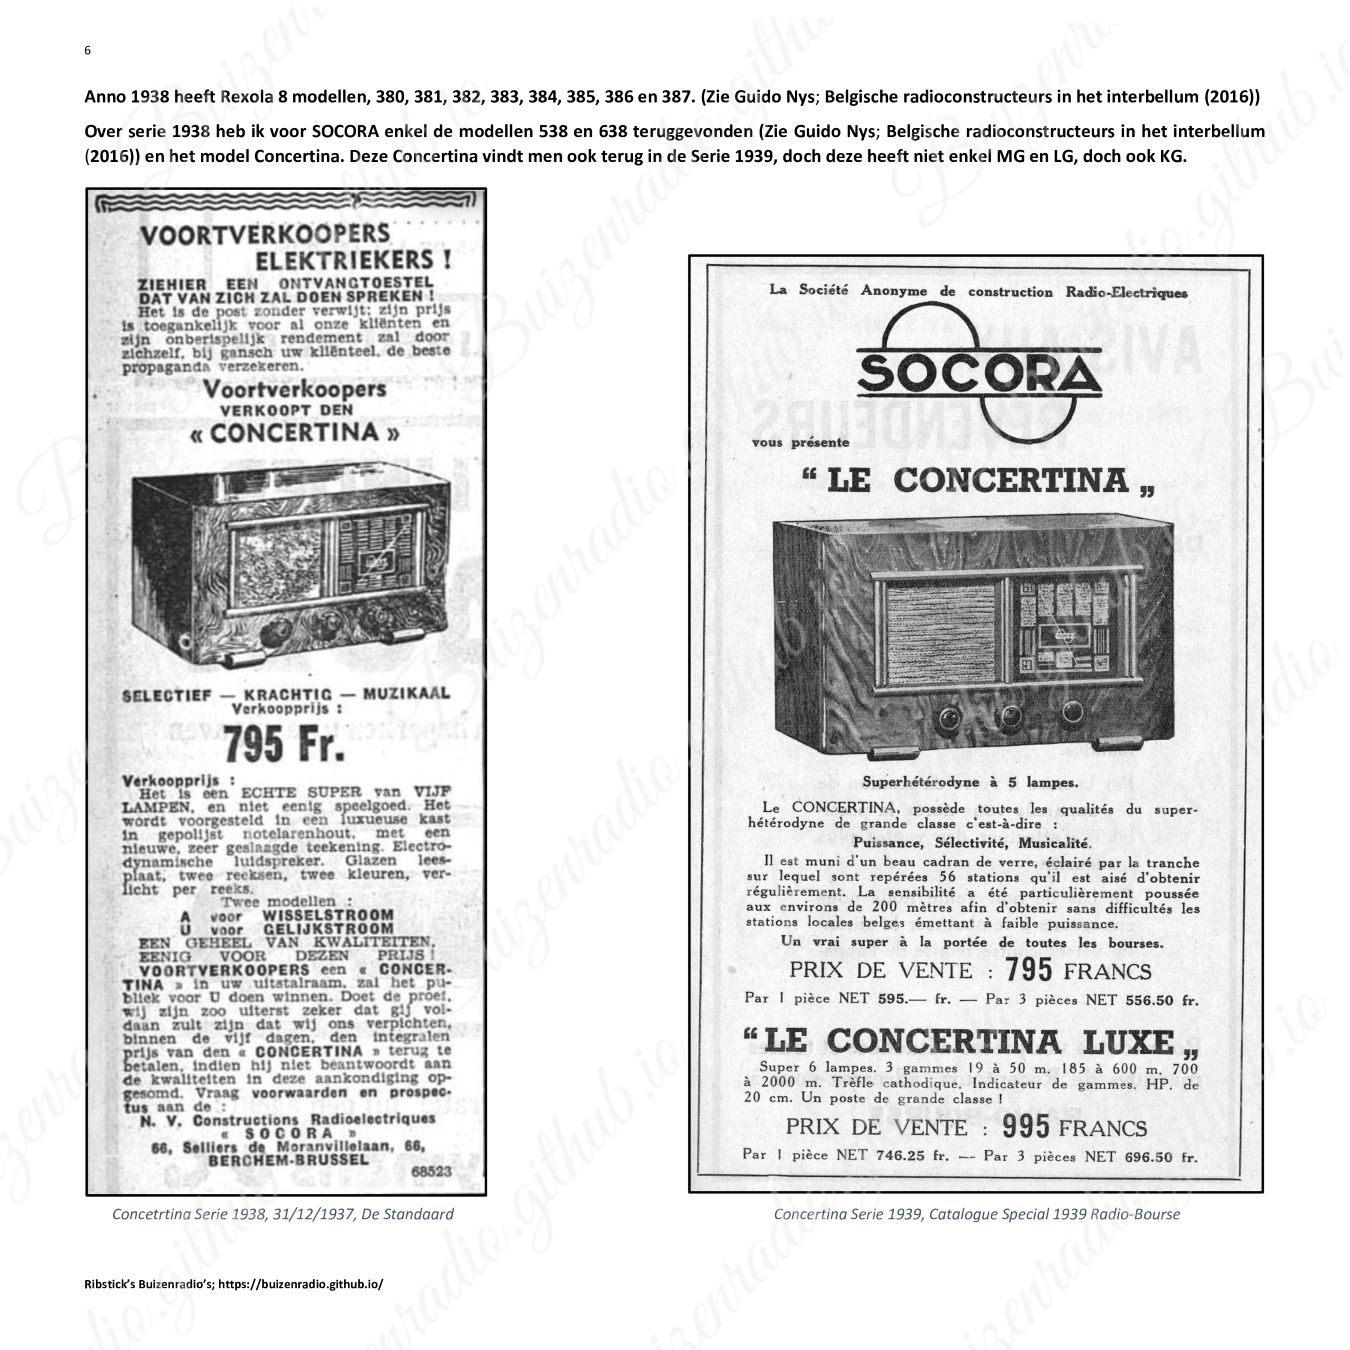 6
Anno 1938 heeft Rexola 8 modellen, 380, 381, 382, 383, 384, 385, 386 en 387. (Zie Guido Nys; Belgische radioconstructeurs in het interbellum (2016))
Over serie 1938 heb ik voor SOCORA enkel de modellen 538 en 638 teruggevonden (Zie Guido Nys; Belgische radioconstructeurs in het interbellum
(2016)) en het model Concertina. Deze Concertina vindt men ook terug in de Serie 1939, doch deze heeft niet enkel MG en LG, doch ook KG.
VOORTVERKOOPERS
ELEKTRIEKERS !
ZIEHIER EEN ONTVANGTOESTEL
DAT VAN ZICH ZAL DOEN SPREKEN !
Het is de post zonder verwijt; zijn prijs
is toegankelijk voor al onze kliënten en
zijn onberispelijk rendement zal door
zichzelf, bij gansch uw kliënteel, de beste
propaganda verzekeren.
Voortverkoopers
VERKOOPT DEN
« CONCERTINA »
SELECTIEF — KRACHTIG — MUZIKAAL
Verkoopprijs :
795 Fr.
Verkoopprijs :
Het is een ECHTE SUPER van VIJF
LAMPEN, en niet eenig speelgoed. Het
wordt voorgesteld in een luxueuse kast
in gepolijst notelarenhout, met een
nieuwe, zeer geslaagde teekening. Electro-
dynamische luidspreker. Glazen lees-
plaat, twee reeksen, twee kleuren, ver-
licht per reeks.
Twee modellen :
A voor WISSELSTROOM
U voor GELIJKSTROOM
EEN GEHEEL VAN KWALITEITEN,
EENIG VOOR DEZEN PRIJS !
VOORTVERKOOPERS een « CONCER-
TINA » in uw uitstalraam, zal het pu-
bliek voor U doen winnen. Doet de proef,
wij zijn zoo uiterst zeker dat gij vol-
daan zult zijn dat wij ons verpichten,
binnen de vijf dagen, den integralen
prijs van den « CONCERTINA » terug te
betalen, indien hij niet beantwoordt aan
de kwaliteiten in deze aankondiging op-
gesomd. Vraag voorwaarden en prospec-
tus aan de :
N. V. Constructions Radioelectriques
« SOCORA »
66, Selliers de Moranvillelaan, 66,
BERCHEM-BRUSSEL
68523
Concetrtina Serie 1938, 31/12/1937, De Standaard
La Société Anonyme de construction Radio-Electriques
SOCORA
vous présente
“ LE CONCERTINA „
Superhétérodyne à 5 lampes.
Le CONCERTINA, possède toutes les qualités du super-
hétérodyne de grande classe c'est-à-dire :
Puissance, Sélectivité, Musicalité.
Il est muni d'un beau cadran de verre, éclairé par la tranche
sur lequel sont repérées 56 stations qu'il est aisé d'obtenir
régulièrement. La sensibilité a été particulièrement poussée
aux environs de 200 mètres afin d'obtenir sans difficultés les
stations locales belges émettant à faible puissance.
Un vrai super à la portée de toutes les bourses.
PRIX DE VENTE : 795 FRANCS
Par 1 pièce NET 595.— fr. — Par 3 pièces NET 556.50 fr.
“ LE CONCERTINA LUXE „
Super 6 lampes. 3 gammes 19 à 50 m. 185 à 600 m. 700
à 2000 m. Trèfle cathodique. Indicateur de gammes. HP. de
20 cm. Un poste de grande classe !
PRIX DE VENTE : 995 FRANCS
Par 1 pièce NET 746.25 fr. — Par 3 pièces NET 696.50 fr.
Concertina Serie 1939, Catalogue Special 1939 Radio-Bourse
Ribstick’s Buizenradio’s; https://buizenradio.github.io/